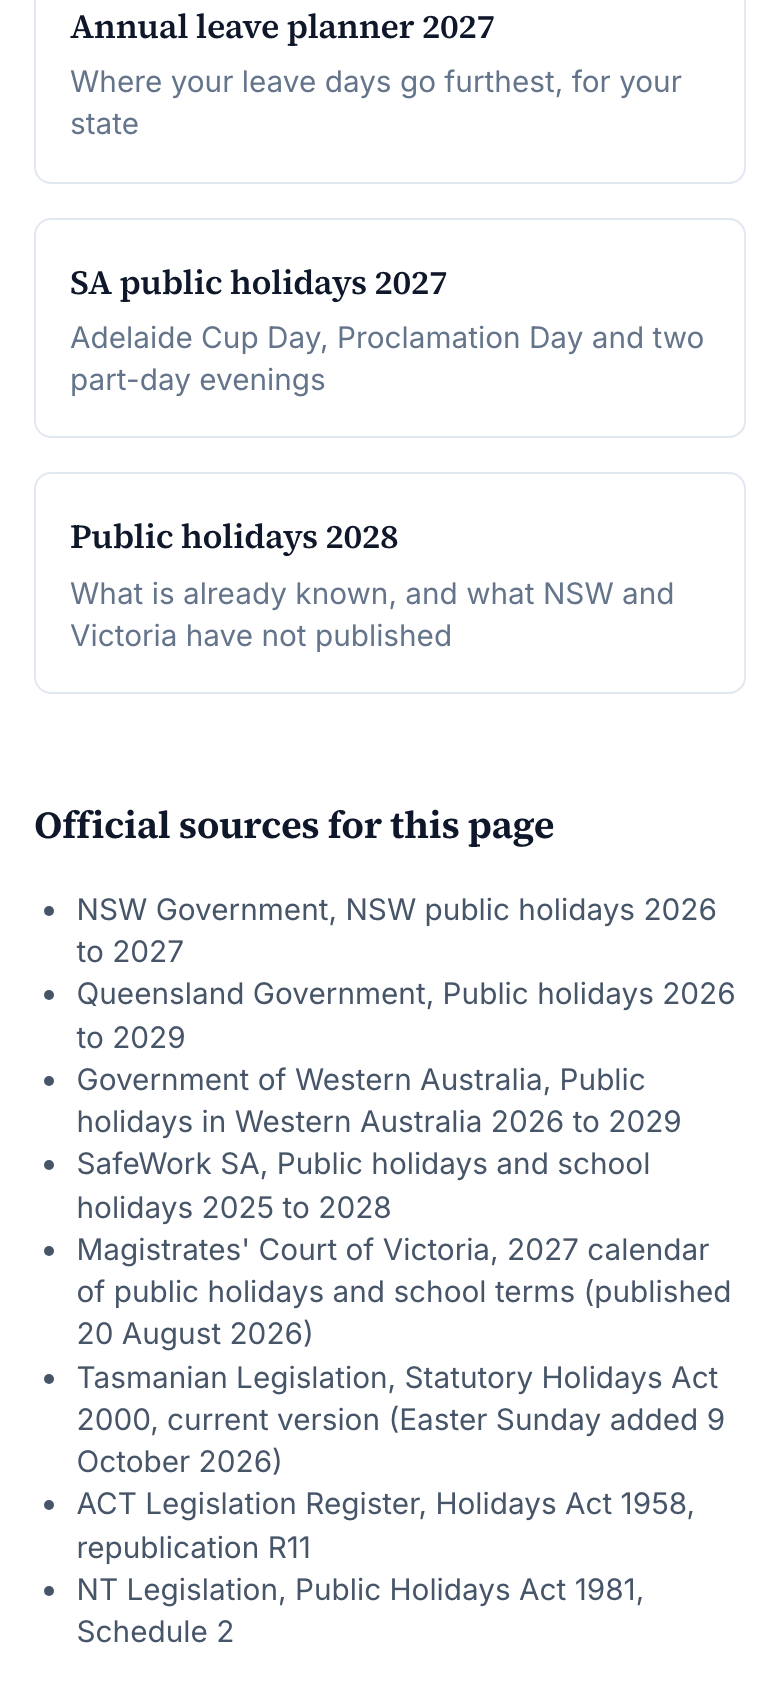 Annual leave planner 2027
Where your leave days go furthest, for your
state
SA public holidays 2027
Adelaide Cup Day, Proclamation Day and two
part-day evenings
Public holidays 2028
What is already known, and what NSW and
Victoria have not published
Official sources for this page
• NSW Government, NSW public holidays 2026
to 2027
• Queensland Government, Public holidays 2026
to 2029
• Government of Western Australia, Public
holidays in Western Australia 2026 to 2029
• SafeWork SA, Public holidays and school
holidays 2025 to 2028
• Magistrates' Court of Victoria, 2027 calendar
of public holidays and school terms (published
20 August 2026)
• Tasmanian Legislation, Statutory Holidays Act
2000, current version (Easter Sunday added 9
October 2026)
• ACT Legislation Register, Holidays Act 1958,
republication R11
• NT Legislation, Public Holidays Act 1981,
Schedule 2